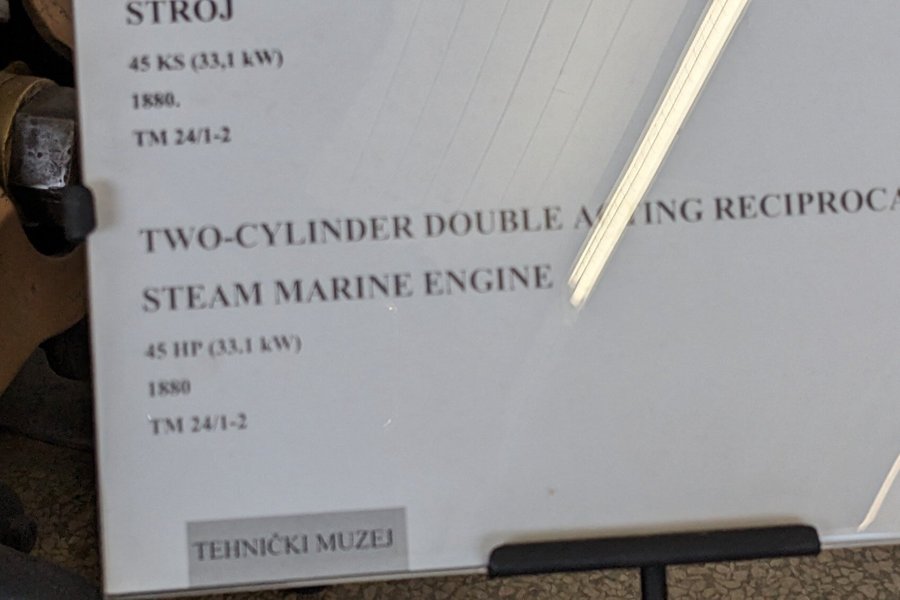 STROJ
45 KS (33,1 kW)
1880.
TM 24/1-2
TWO-CYLINDER DOUBLE ACTING RECIPROCA
STEAM MARINE ENGINE
45 HP (33.1 kW)
1880
TM 24/1-2
TEHNIČKI MUZEJ